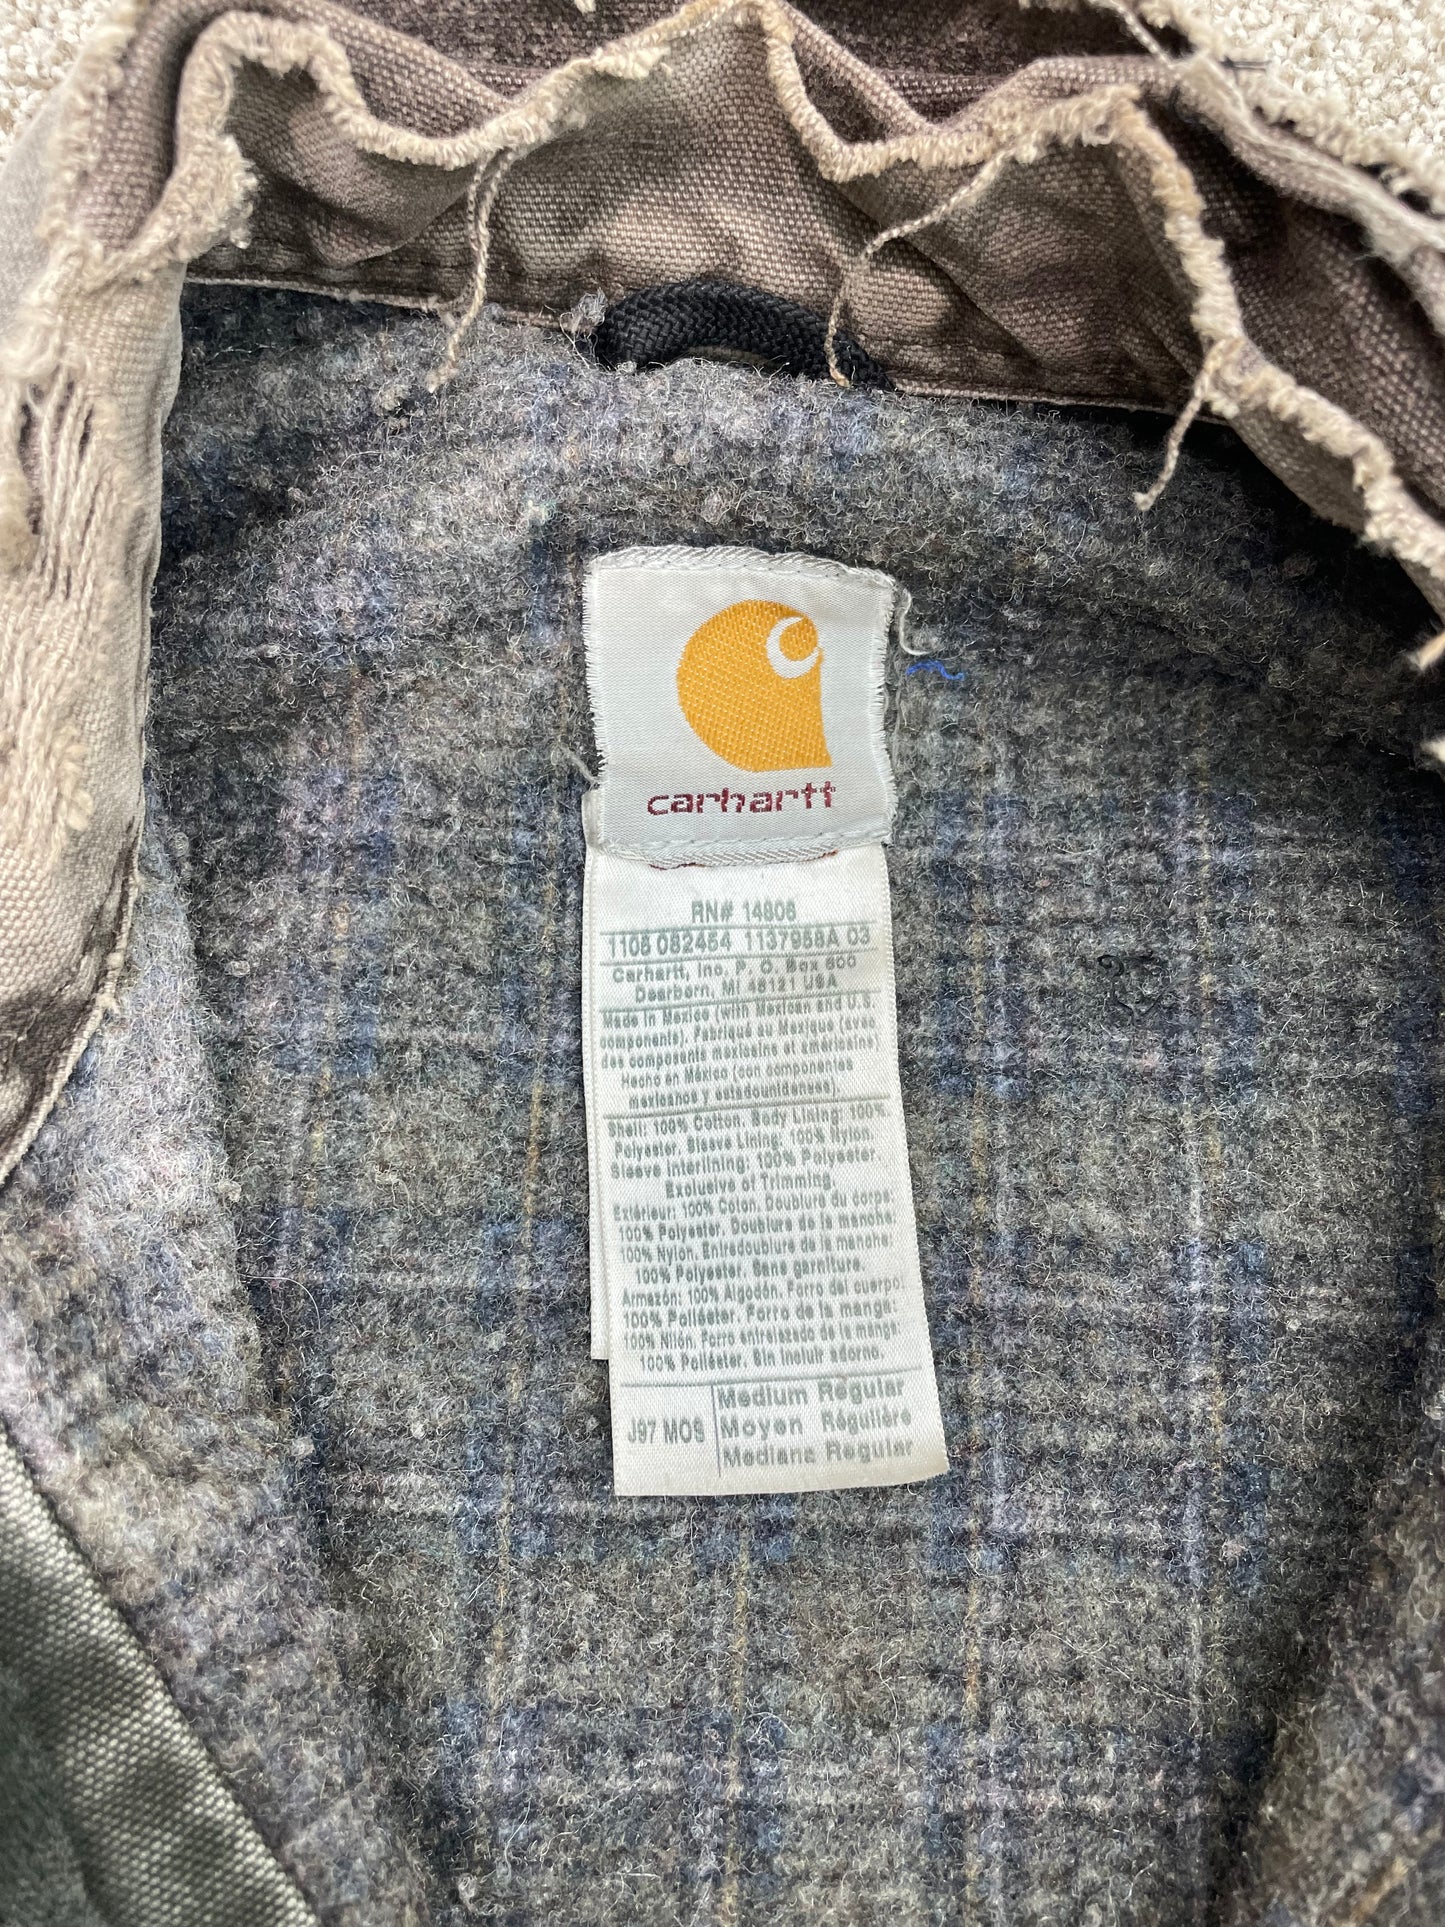 carhartt
RN# 14806
1106 082454 1137958A 03
Carhartt, Inc. P. O. Box 600
Dearborn, MI 48121 USA
Made in Mexico (with Mexican and U.S.
components). Fabriqué au Mexique (avec
des composants mexicains et américains)
Hecho en México (con componentes
mexicanos y estadounidenses).
Shell: 100% Cotton. Body Lining: 100%
Polyester. Sleeve Lining: 100% Nylon.
Sleeve Interlining: 100% Polyester.
Exclusive of Trimming.
Extérieur: 100% Coton. Doublure du corps:
100% Polyester. Doublure de la manche:
100% Nylon. Entredoublure de la manche:
100% Polyester. Sans garniture.
Armazón: 100% Algodón. Forro del cuerpo:
100% Poliéster. Forro de la manga:
100% Nilón. Forro entrelazado de la manga:
100% Poliéster. Sin incluir adorno.
J97 MOS
Medium Regular
Moyen Régulière
Mediana Regular